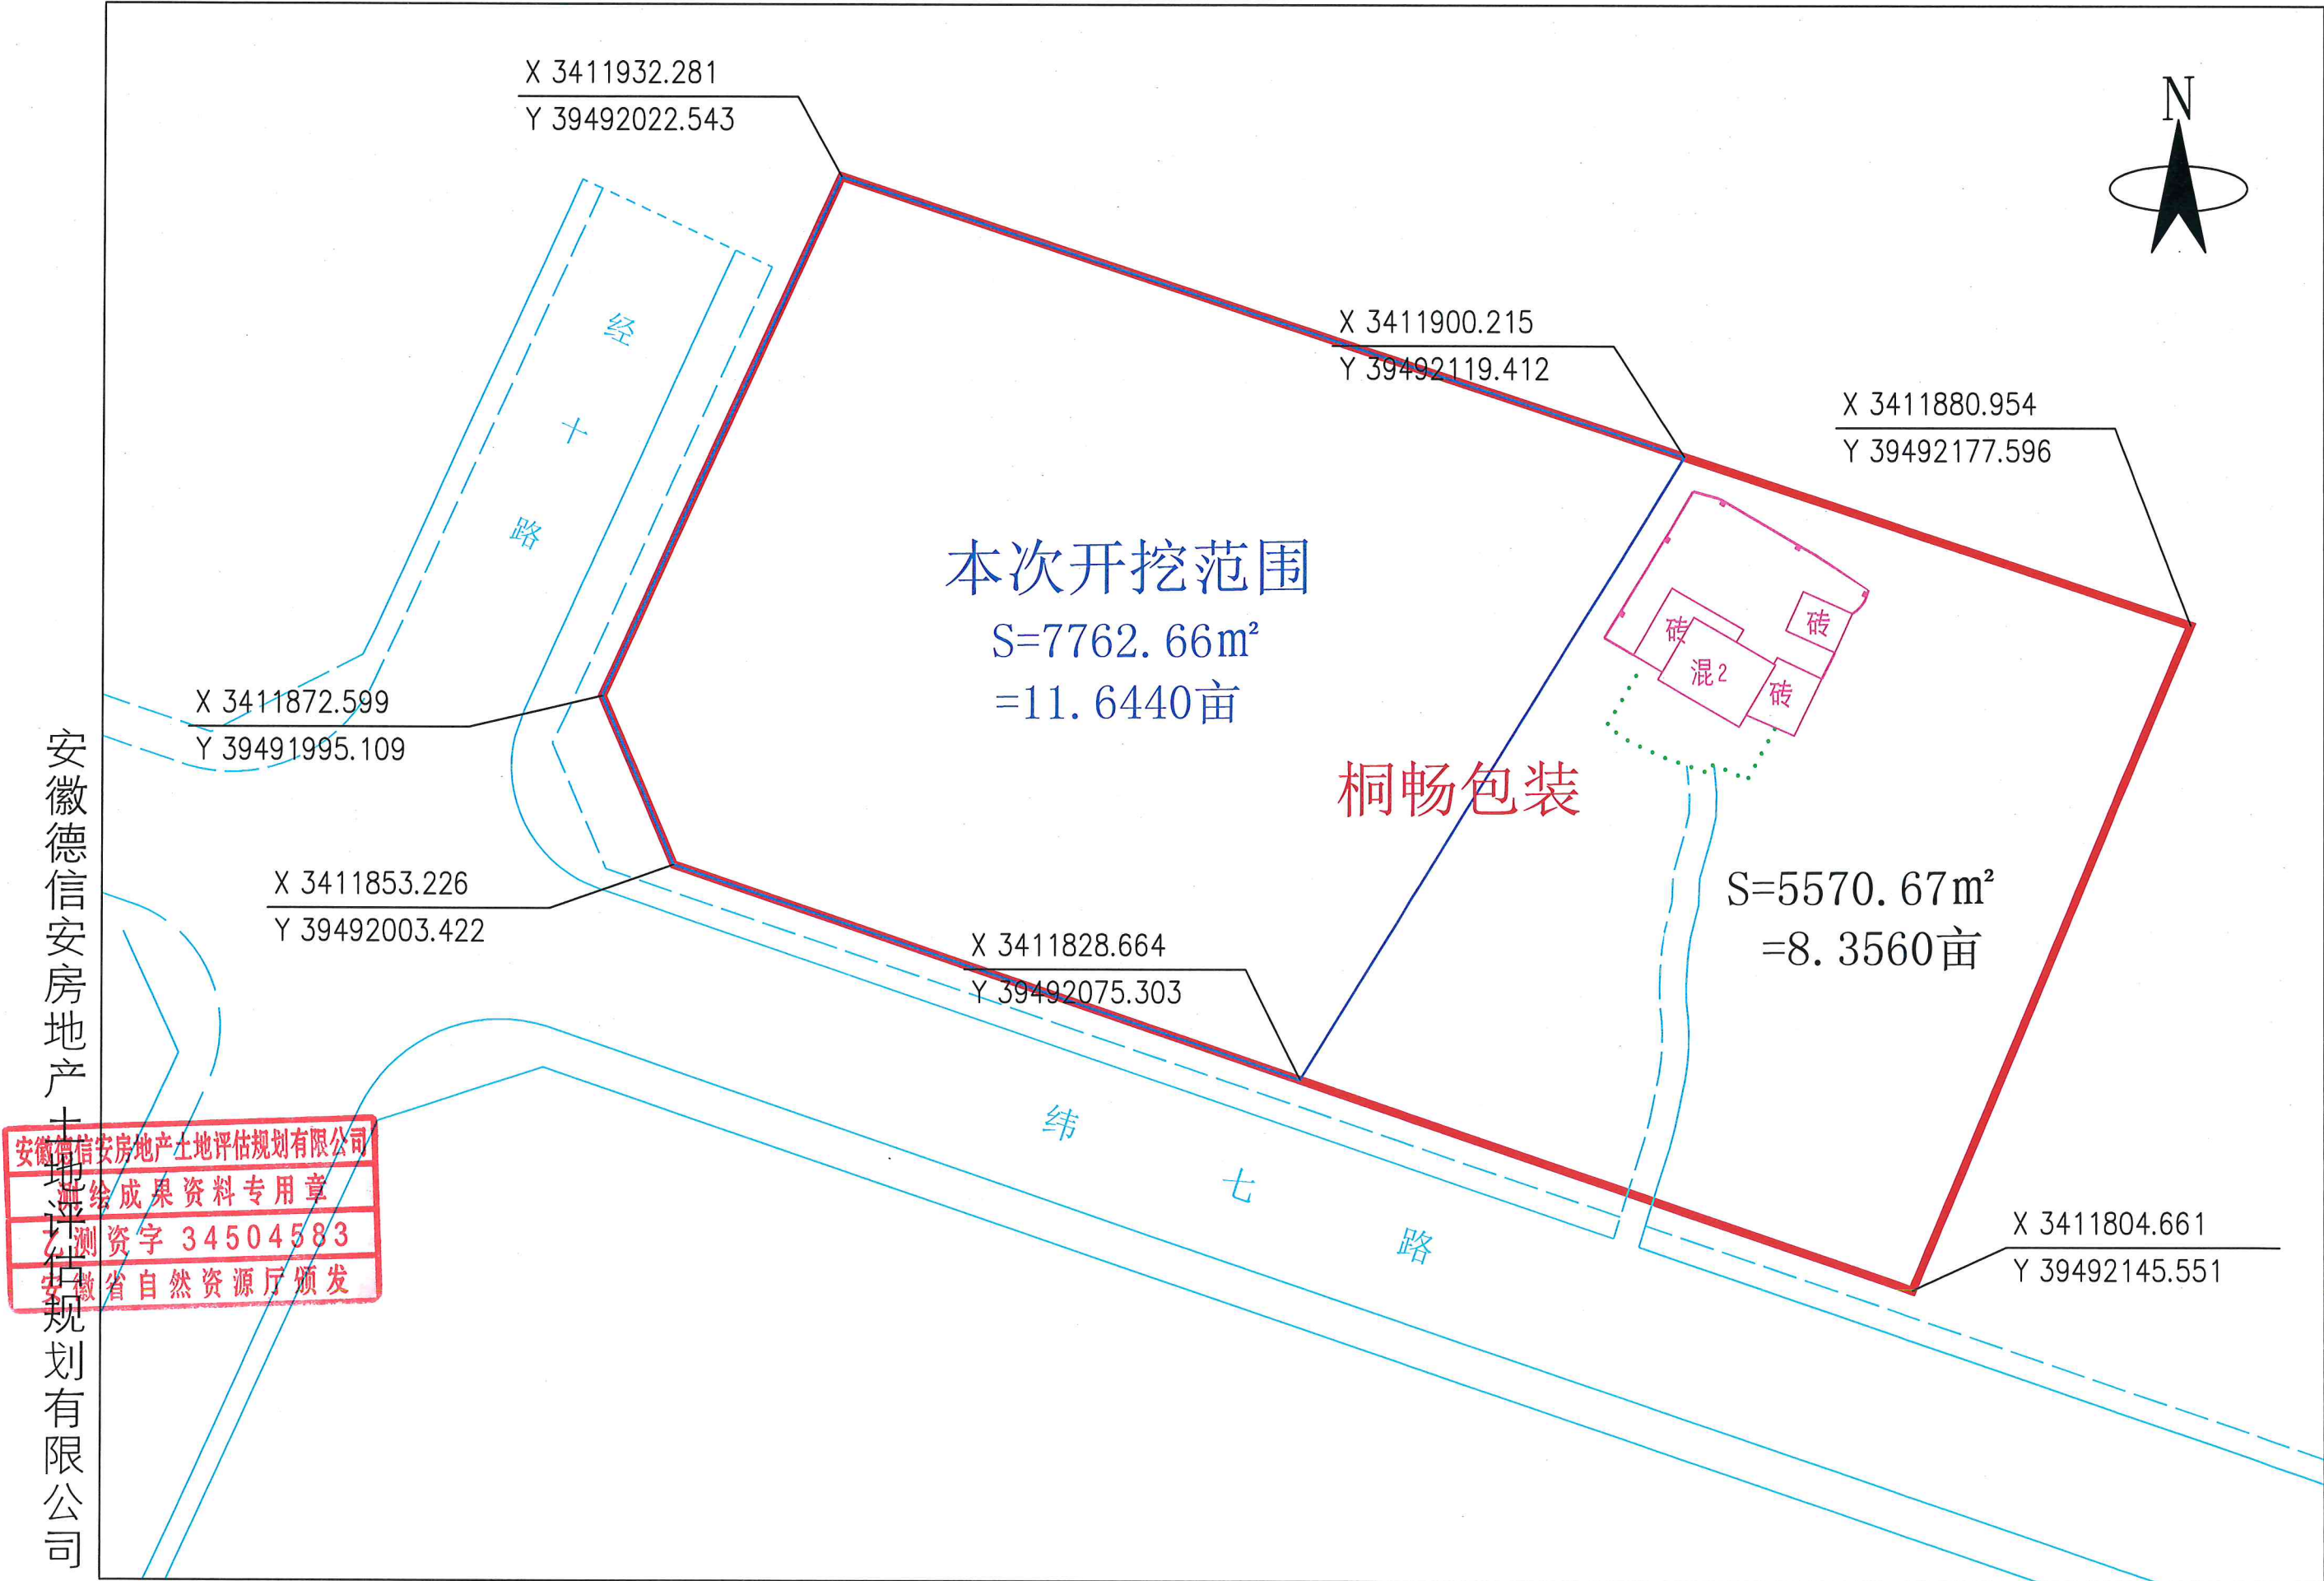 X 3411932.281
Y 39492022.543
N
X 3411900.215
Y 39492119.412
X 3411880.954
Y 39492177.596
经十路
本次开挖范围
S=7762.66㎡
=11.6440亩
砖
砖
混2
砖
X 3411872.599
Y 39491995.109
桐畅包装
X 3411853.226
Y 39492003.422
S=5570.67㎡
=8.3560亩
X 3411828.664
Y 39492075.303
纬七路
X 3411804.661
Y 39492145.551
安徽德信安房地产土地评估规划有限公司
安徽德信安房地产土地评估规划有限公司
测绘成果资料专用章
乙测资字 34504583
安徽省自然资源厅颁发